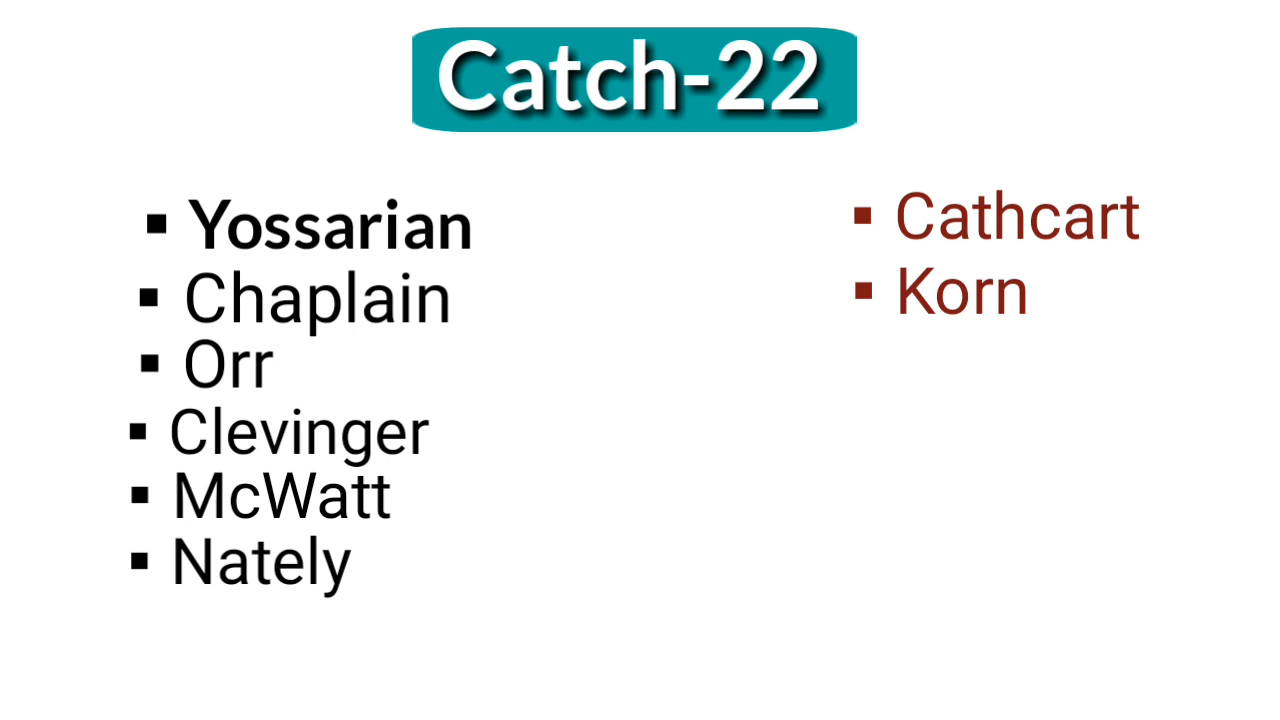 Catch-22
▪ Yossarian
▪ Chaplain
▪ Orr
▪ Clevinger
▪ McWatt
▪ Nately
▪ Cathcart
▪ Korn